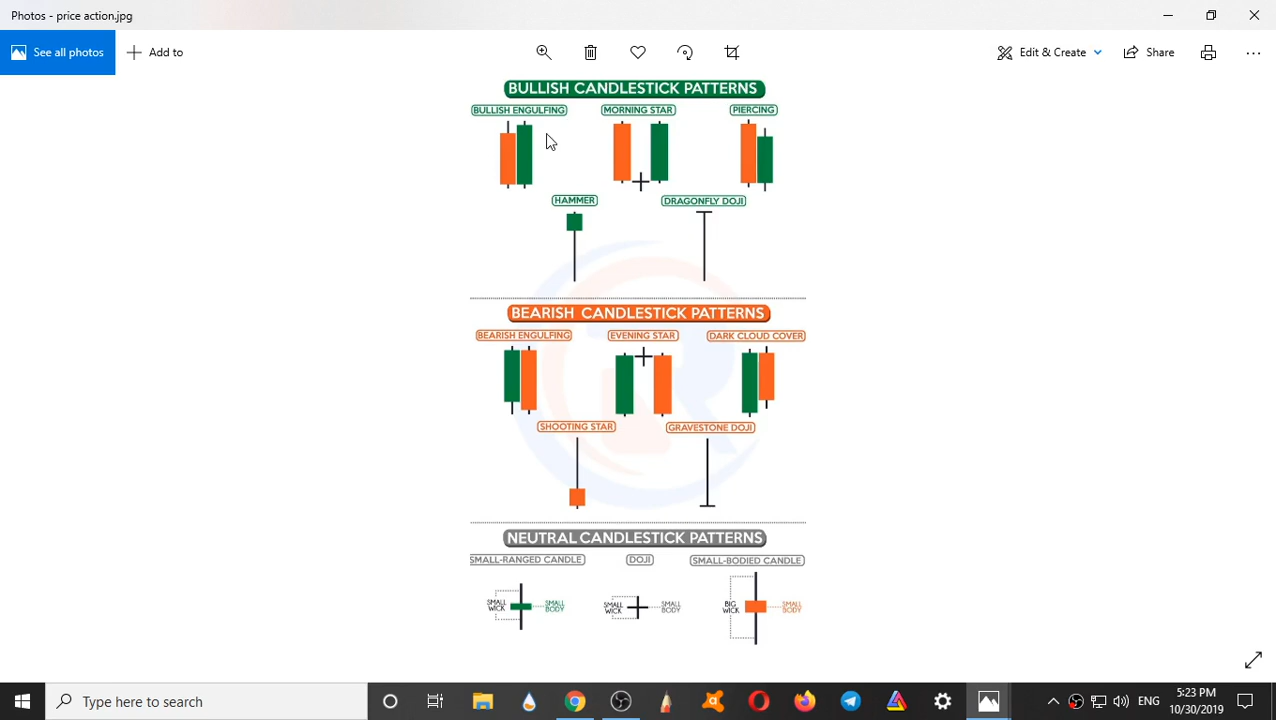 Photos - price action.jpg
See all photos
Add to
Edit & Create
Share
BULLISH CANDLESTICK PATTERNS
BULLISH ENGULFING
MORNING STAR
PIERCING
HAMMER
DRAGONFLY DOJI
BEARISH CANDLESTICK PATTERNS
BEARISH ENGULFING
EVENING STAR
DARK CLOUD COVER
SHOOTING STAR
GRAVESTONE DOJI
NEUTRAL CANDLESTICK PATTERNS
SMALL-RANGED CANDLE
DOJI
SMALL-BODIED CANDLE
SMALL
WICK
SMALL
BODY
SMALL
WICK
SMALL
BODY
BIG
WICK
SMALL
BODY
Type here to search
ENG
5:23 PM
10/30/2019